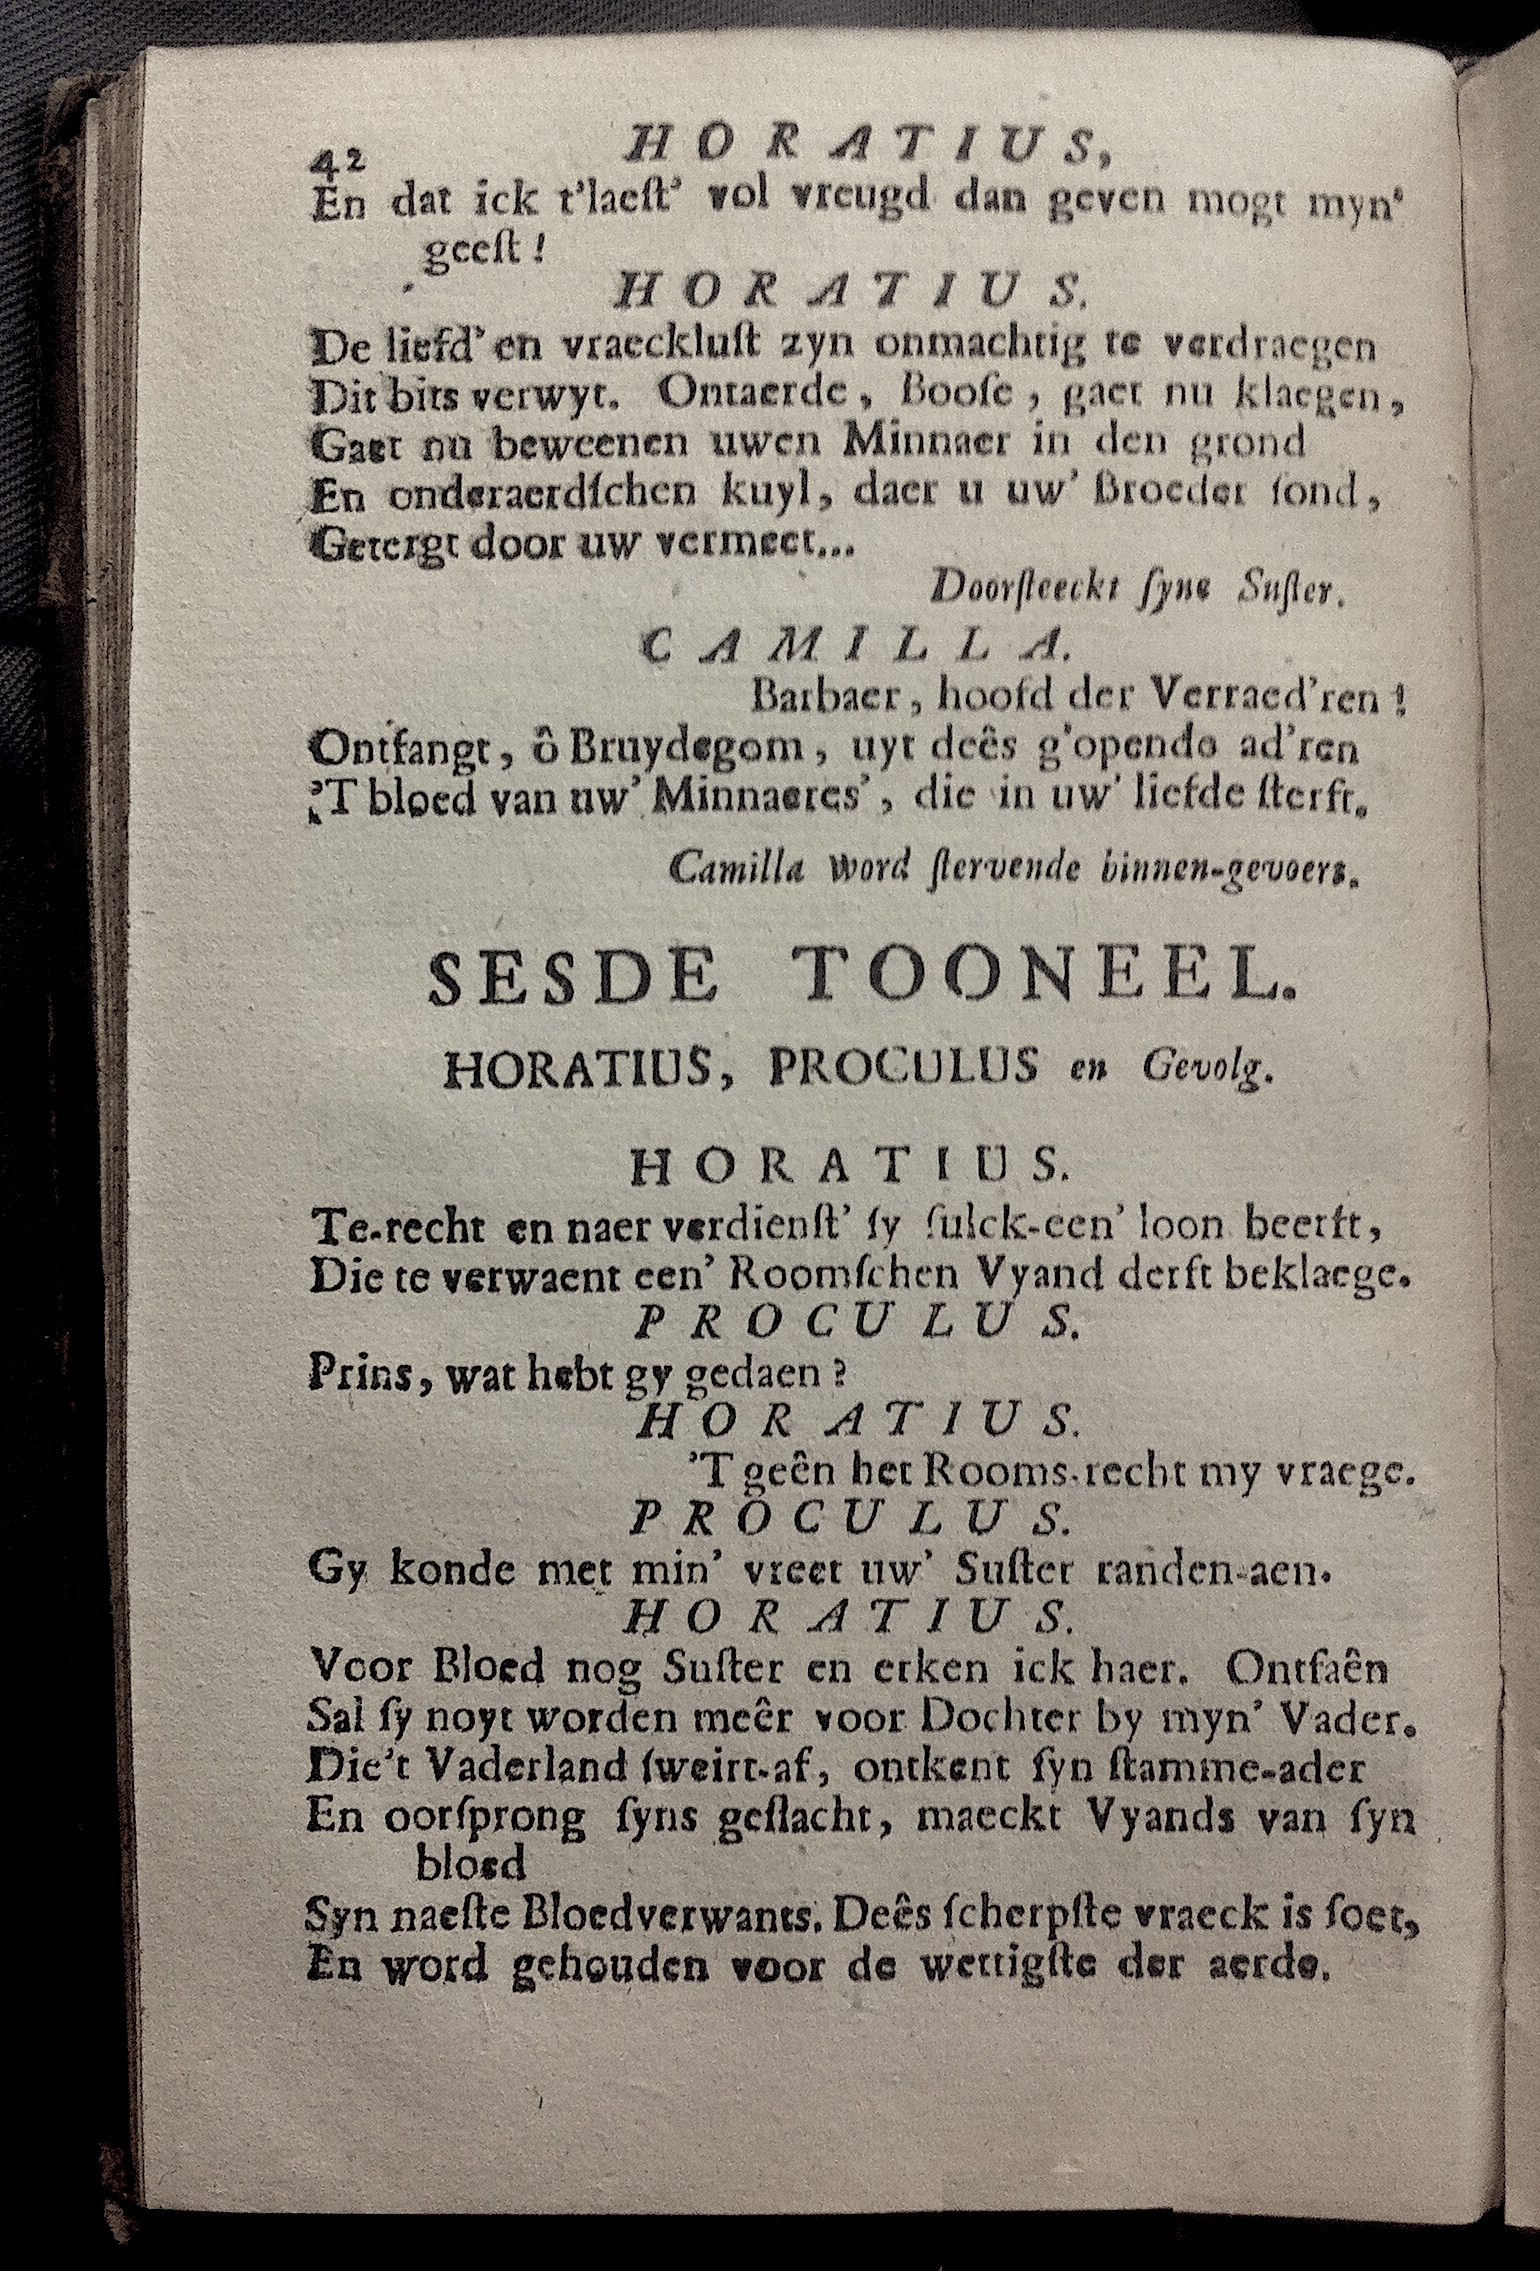 42 HORATIUS,
En dat ick t'laeſt' vol vreugd dan geven mogt myn'
geeſt !
HORATIUS.
De liefd' en vraeckluſt zyn onmachtig te verdraegen
Dit bits verwyt. Ontaerde, Booſe, gaet nu klaegen,
Gaet nu beweenen uwen Minnaer in den grond
En onderaerdſchen kuyl, daer u uw' Broeder ſond,
Getergt door uw vermeet...
Doorſteeckt ſyne Suſter.
CAMILLA.
Barbaer, hoofd der Verraed'ren !
Ontfangt, ô Bruydegom, uyt deês g'opende ad'ren
'T bloed van uw' Minnaeres', die in uw' liefde ſterft.
Camilla word ſtervende binnen-gevoert.
SESDE TOONEEL.
HORATIUS, PROCULUS en Gevolg.
HORATIUS.
Te-recht en naer verdienſt' ſy ſulck-een' loon beerft,
Die te verwaent een' Roomſchen Vyand derft beklaege.
PROCULUS.
Prins, wat hebt gy gedaen ?
HORATIUS.
'T geên het Rooms-recht my vraege.
PROCULUS.
Gy konde met min' vreet uw' Suſter randen-aen.
HORATIUS.
Voor Bloed nog Suſter en erken ick haer. Ontfaên
Sal ſy noyt worden meêr voor Dochter by myn' Vader.
Die't Vaderland ſweirt-af, ontkent ſyn ſtamme-ader
En oorſprong ſyns geſlacht, maeckt Vyands van ſyn
bloed
Syn naeſte Bloedverwants. Deês ſcherpſte vraeck is ſoet,
En word gehouden voor de wettigſte der aerde.